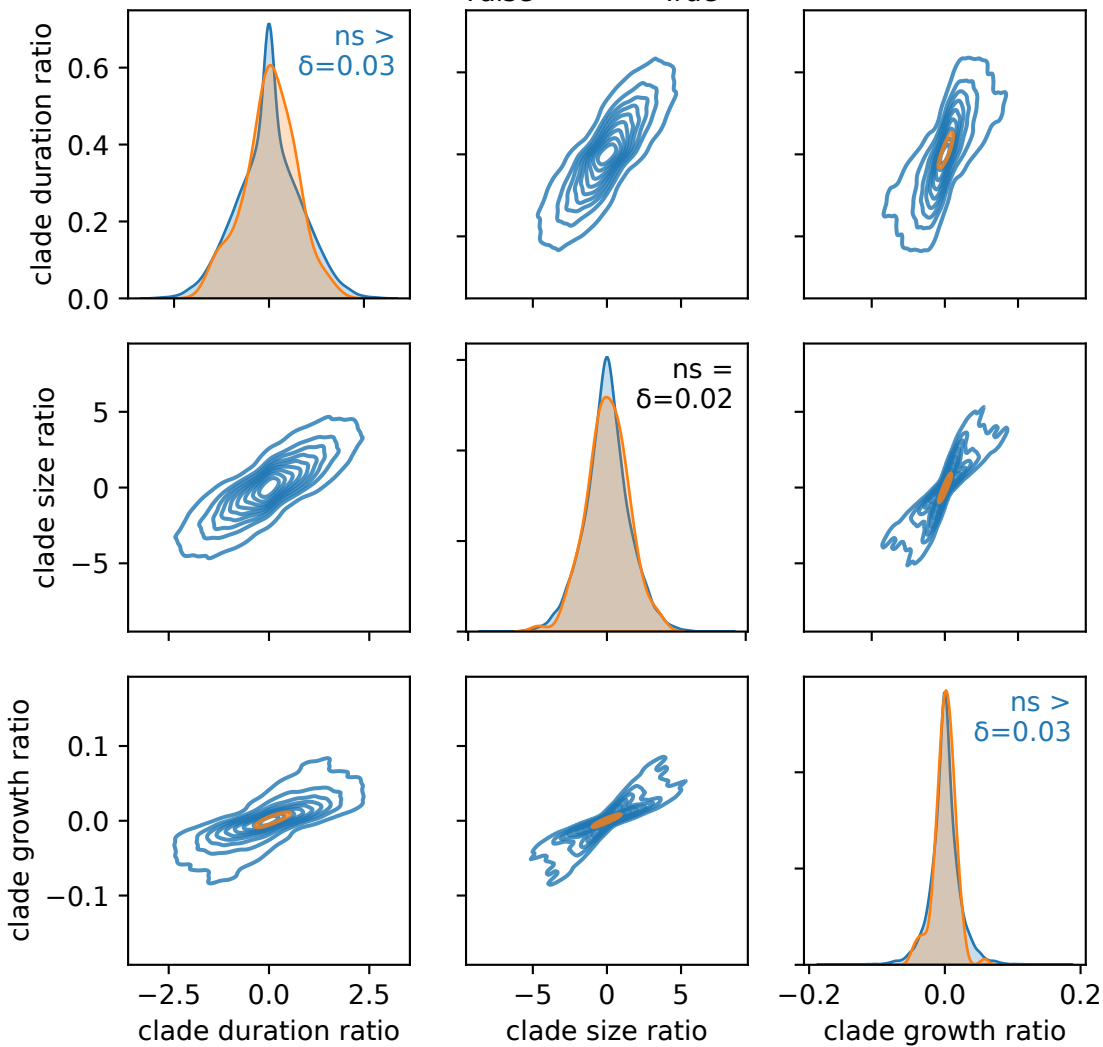 clade duration ratio
0.6
0.4
0.2
0.0
ns >
δ=0.03
clade size ratio
5
0
−5
ns =
δ=0.02
clade growth ratio
0.1
0.0
−0.1
ns >
δ=0.03
−2.5 0.0 2.5
clade duration ratio
−5 0 5
clade size ratio
−0.2 0.0 0.2
clade growth ratio